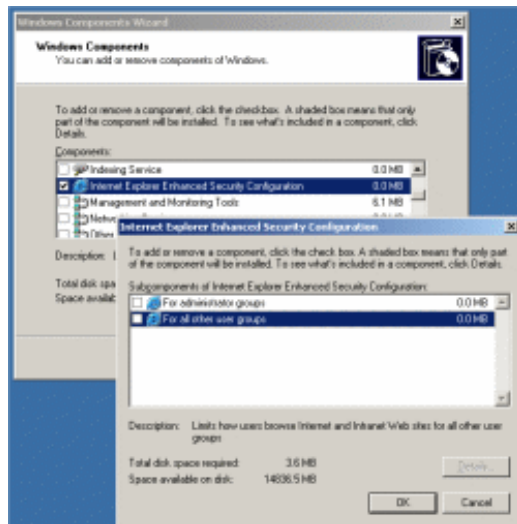 Windows Components Wizard
Windows Components
You can add or remove components of Windows.
To add or remove a component, click the checkbox. A shaded box means that only
part of the component will be installed. To see what's included in a component, click
Details.
Components:
Indexing Service 0.0 MB
Internet Explorer Enhanced Security Configuration 0.0 MB
Management and Monitoring Tools 6.1 MB
Description:
Total disk spa
Space availab
Internet Explorer Enhanced Security Configuration
To add or remove a component, click the check box. A shaded box means that only part
of the component will be installed. To see what's included in a component, click Details.
Subcomponents of Internet Explorer Enhanced Security Configuration:
For administrator groups 0.0 MB
For all other user groups 0.0 MB
Description: Limits how users browse Internet and Intranet Web sites for all other user
groups
Total disk space required: 3.6 MB
Space available on disk: 14836.5 MB
Details...
OK Cancel